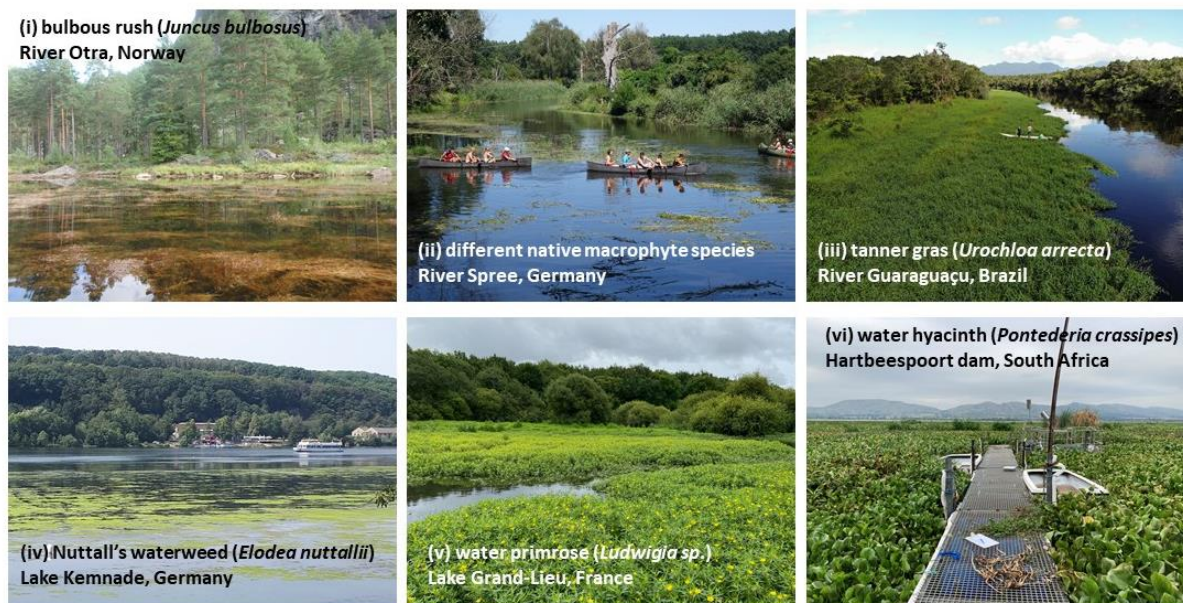 (i) bulbous rush (Juncus bulbosus)
River Otra, Norway
(ii) different native macrophyte species
River Spree, Germany
(iii) tanner gras (Urochloa arrecta)
River Guaraguaçu, Brazil
(iv) Nuttall's waterweed (Elodea nuttallii)
Lake Kemnade, Germany
(v) water primrose (Ludwigia sp.)
Lake Grand-Lieu, France
(vi) water hyacinth (Pontederia crassipes)
Hartbeespoort dam, South Africa